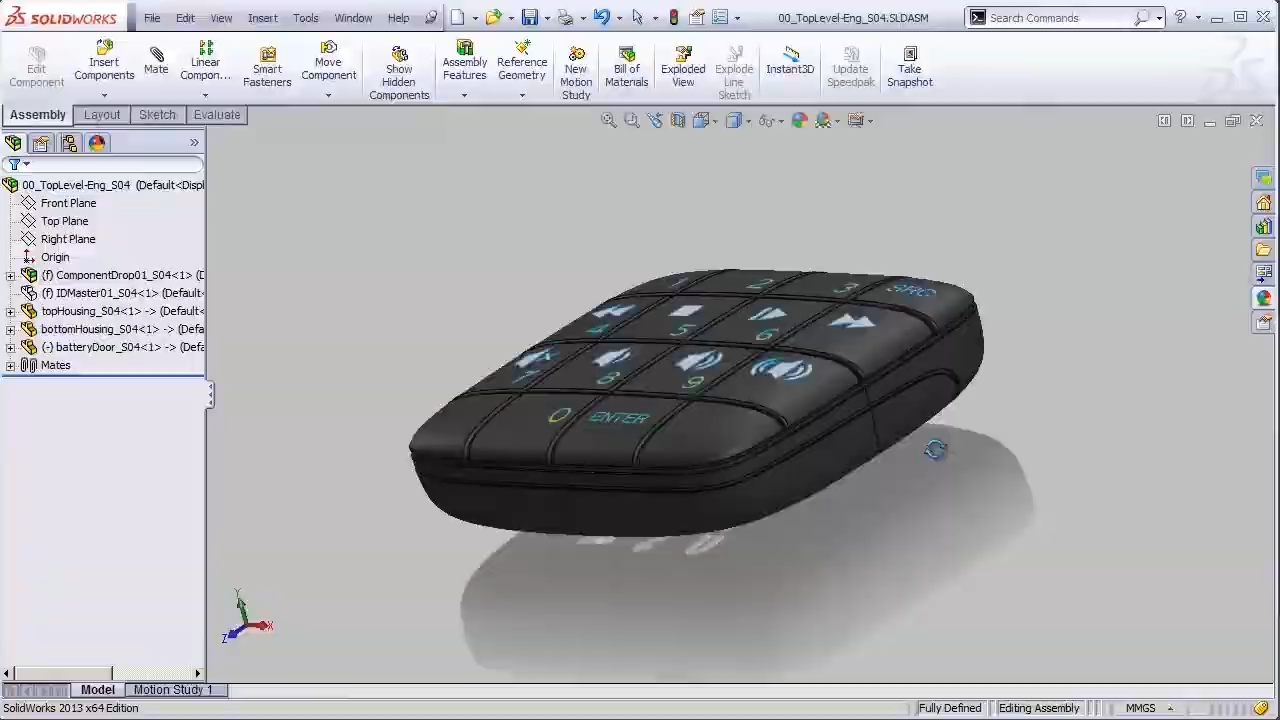 SOLIDWORKS File Edit View Insert Tools Window Help 00_TopLevel-Eng_S04.SLDASM Search Commands
Edit Component
Insert Components
Mate
Linear Compon...
Smart Fasteners
Move Component
Show Hidden Components
Assembly Features
Reference Geometry
New Motion Study
Bill of Materials
Exploded View
Explode Line Sketch
Instant3D
Update Speedpak
Take Snapshot
Assembly Layout Sketch Evaluate
00_TopLevel-Eng_S04 (Default<Displ
Front Plane
Top Plane
Right Plane
Origin
(f) ComponentDrop01_S04<1> (D
(f) IDMaster01_S04<1> (Default<
topHousing_S04<1> -> (Default<
bottomHousing_S04<1> -> (Defa
(-) batteryDoor_S04<1> -> (Defa
Mates
1 2 3 SRC
4 5 6
7 8 9
0 ENTER
Y
X
Z
Model Motion Study 1
SolidWorks 2013 x64 Edition Fully Defined Editing Assembly MMGS